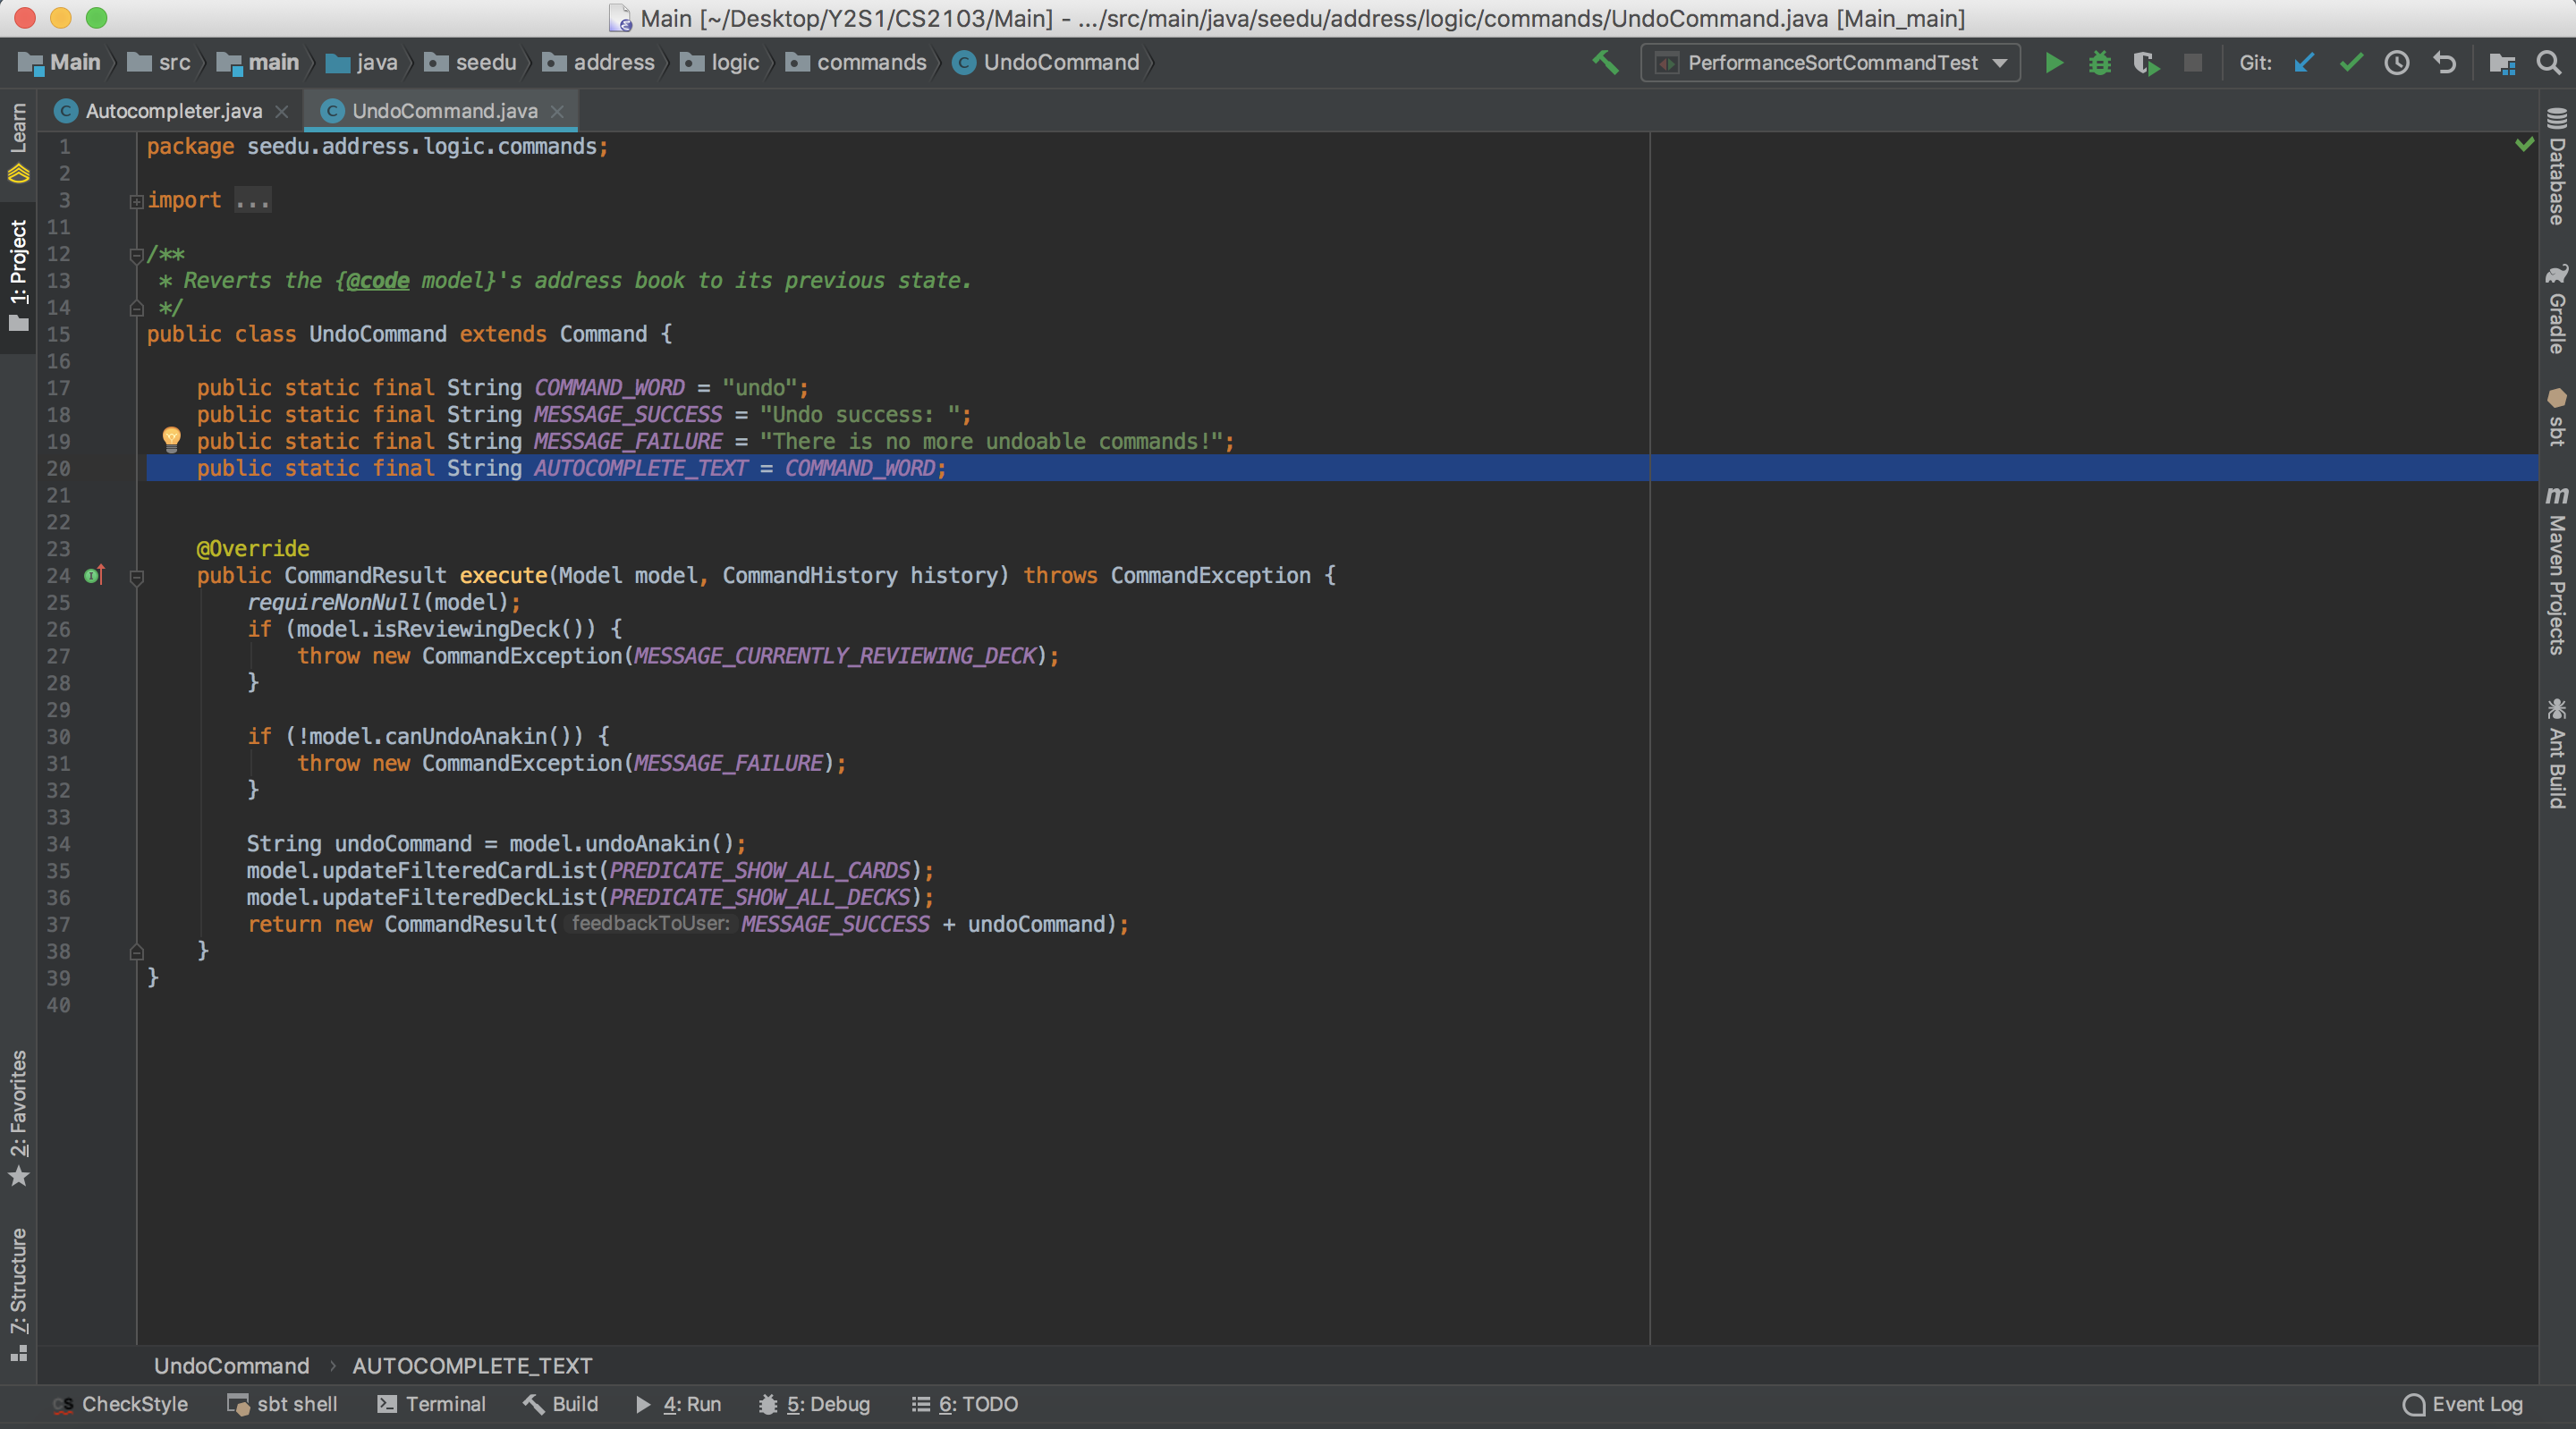 Main [~/Desktop/Y2S1/CS2103/Main] - .../src/main/java/seedu/address/logic/commands/UndoCommand.java [Main_main]
Main src main java seedu address logic commands UndoCommand PerformanceSortCommandTest Git:
Autocompleter.java UndoCommand.java
Learn
1: Project
2: Favorites
7: Structure
1 package seedu.address.logic.commands;
2
3 import ...
11
12 /**
13 * Reverts the {@code model}'s address book to its previous state.
14 */
15 public class UndoCommand extends Command {
16
17 public static final String COMMAND_WORD = "undo";
18 public static final String MESSAGE_SUCCESS = "Undo success: ";
19 public static final String MESSAGE_FAILURE = "There is no more undoable commands!";
20 public static final String AUTOCOMPLETE_TEXT = COMMAND_WORD;
21
22
23 @Override
24 public CommandResult execute(Model model, CommandHistory history) throws CommandException {
25 requireNonNull(model);
26 if (model.isReviewingDeck()) {
27 throw new CommandException(MESSAGE_CURRENTLY_REVIEWING_DECK);
28 }
29
30 if (!model.canUndoAnakin()) {
31 throw new CommandException(MESSAGE_FAILURE);
32 }
33
34 String undoCommand = model.undoAnakin();
35 model.updateFilteredCardList(PREDICATE_SHOW_ALL_CARDS);
36 model.updateFilteredDeckList(PREDICATE_SHOW_ALL_DECKS);
37 return new CommandResult( feedbackToUser: MESSAGE_SUCCESS + undoCommand);
38 }
39 }
40
Database
Gradle
sbt
m Maven Projects
Ant Build
UndoCommand › AUTOCOMPLETE_TEXT
CS CheckStyle sbt shell Terminal Build 4: Run 5: Debug 6: TODO Event Log